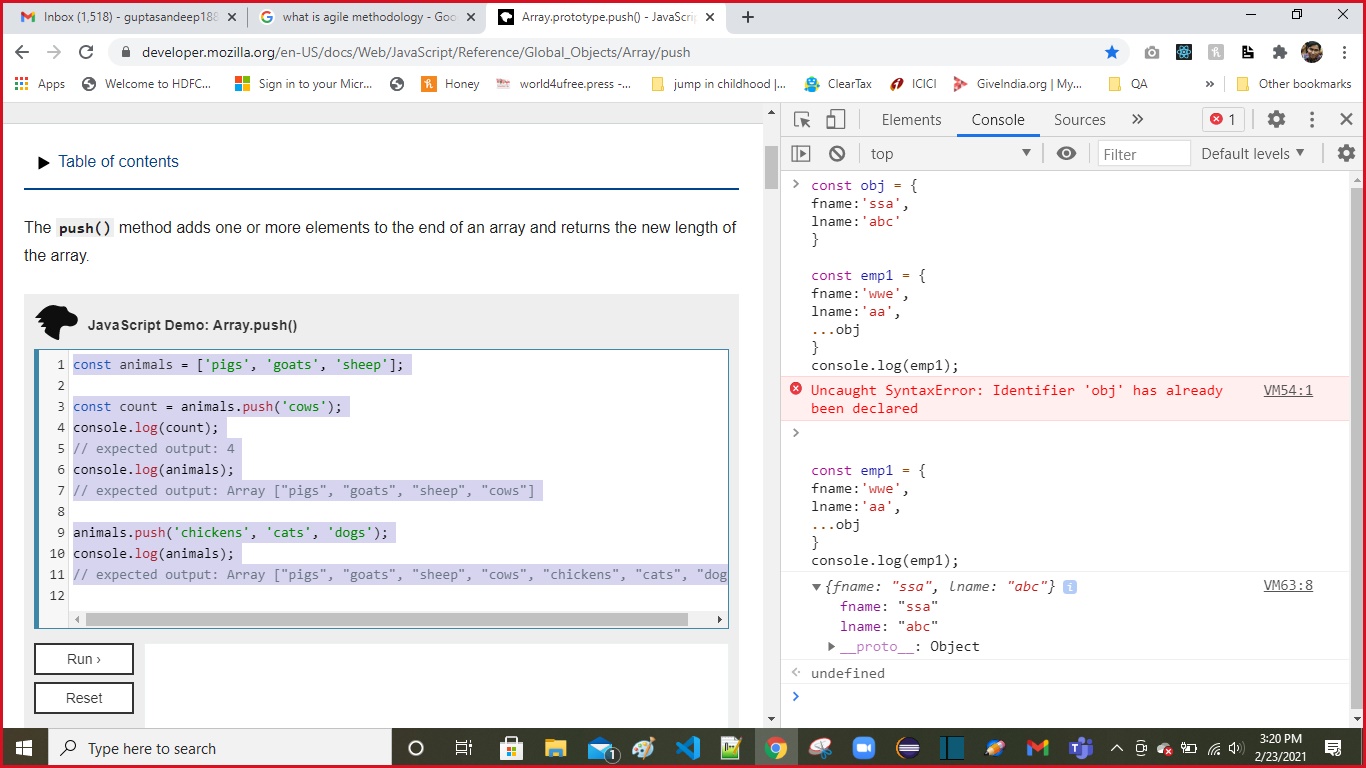 Inbox (1,518) - guptasandeep188
what is agile methodology - Goo
Array.prototype.push() - JavaScri
developer.mozilla.org/en-US/docs/Web/JavaScript/Reference/Global_Objects/Array/push
Apps
Welcome to HDFC...
Sign in to your Micr...
Honey
world4ufree.press -...
jump in childhood |...
ClearTax
ICICI
GiveIndia.org | My...
QA
»
Other bookmarks
Table of contents
The push() method adds one or more elements to the end of an array and returns the new length of
the array.
JavaScript Demo: Array.push()
1 const animals = ['pigs', 'goats', 'sheep'];
2
3 const count = animals.push('cows');
4 console.log(count);
5 // expected output: 4
6 console.log(animals);
7 // expected output: Array ["pigs", "goats", "sheep", "cows"]
8
9 animals.push('chickens', 'cats', 'dogs');
10 console.log(animals);
11 // expected output: Array ["pigs", "goats", "sheep", "cows", "chickens", "cats", "dog
12
Run ›
Reset
Elements Console Sources » 1
top Filter Default levels
> const obj = {
fname:'ssa',
lname:'abc'
}
const emp1 = {
fname:'wwe',
lname:'aa',
...obj
}
console.log(emp1);
Uncaught SyntaxError: Identifier 'obj' has already VM54:1
been declared
>
const emp1 = {
fname:'wwe',
lname:'aa',
...obj
}
console.log(emp1);
{fname: "ssa", lname: "abc"} i VM63:8
fname: "ssa"
lname: "abc"
__proto__: Object
undefined
>
Type here to search
1
3:20 PM
2/23/2021